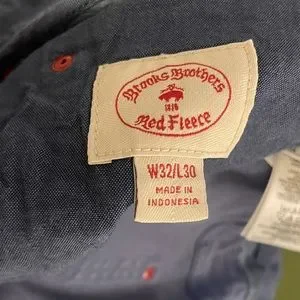 Brooks Brothers
1818
Red Fleece
W32/L30
MADE IN
INDONESIA